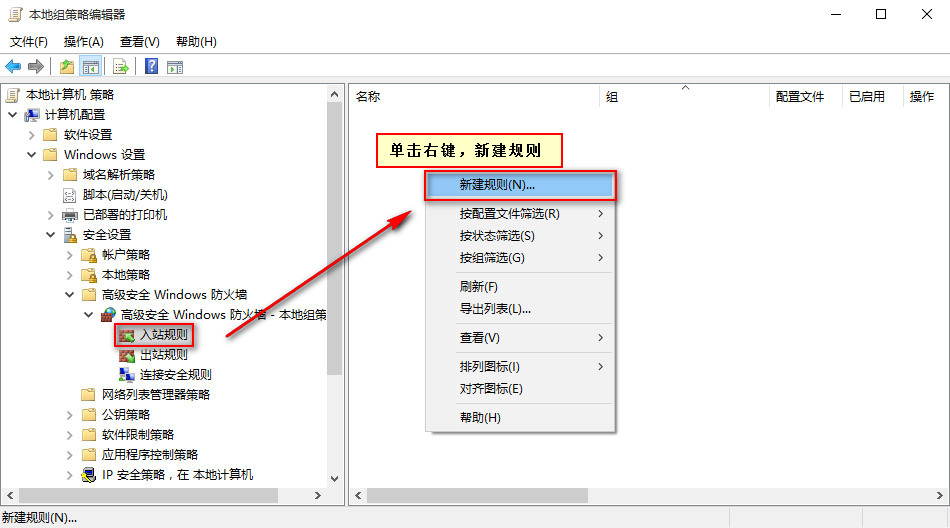 本地组策略编辑器
文件(F) 操作(A) 查看(V) 帮助(H)
本地计算机 策略
计算机配置
软件设置
Windows 设置
域名解析策略
脚本(启动/关机)
已部署的打印机
安全设置
帐户策略
本地策略
高级安全 Windows 防火墙
高级安全 Windows 防火墙 - 本地组策
入站规则
出站规则
连接安全规则
网络列表管理器策略
公钥策略
软件限制策略
应用程序控制策略
IP 安全策略，在 本地计算机
名称 组 配置文件 已启用 操作
单击右键，新建规则
新建规则(N)...
按配置文件筛选(R)
按状态筛选(S)
按组筛选(G)
刷新(F)
导出列表(L)...
查看(V)
排列图标(I)
对齐图标(E)
帮助(H)
新建规则(N)...